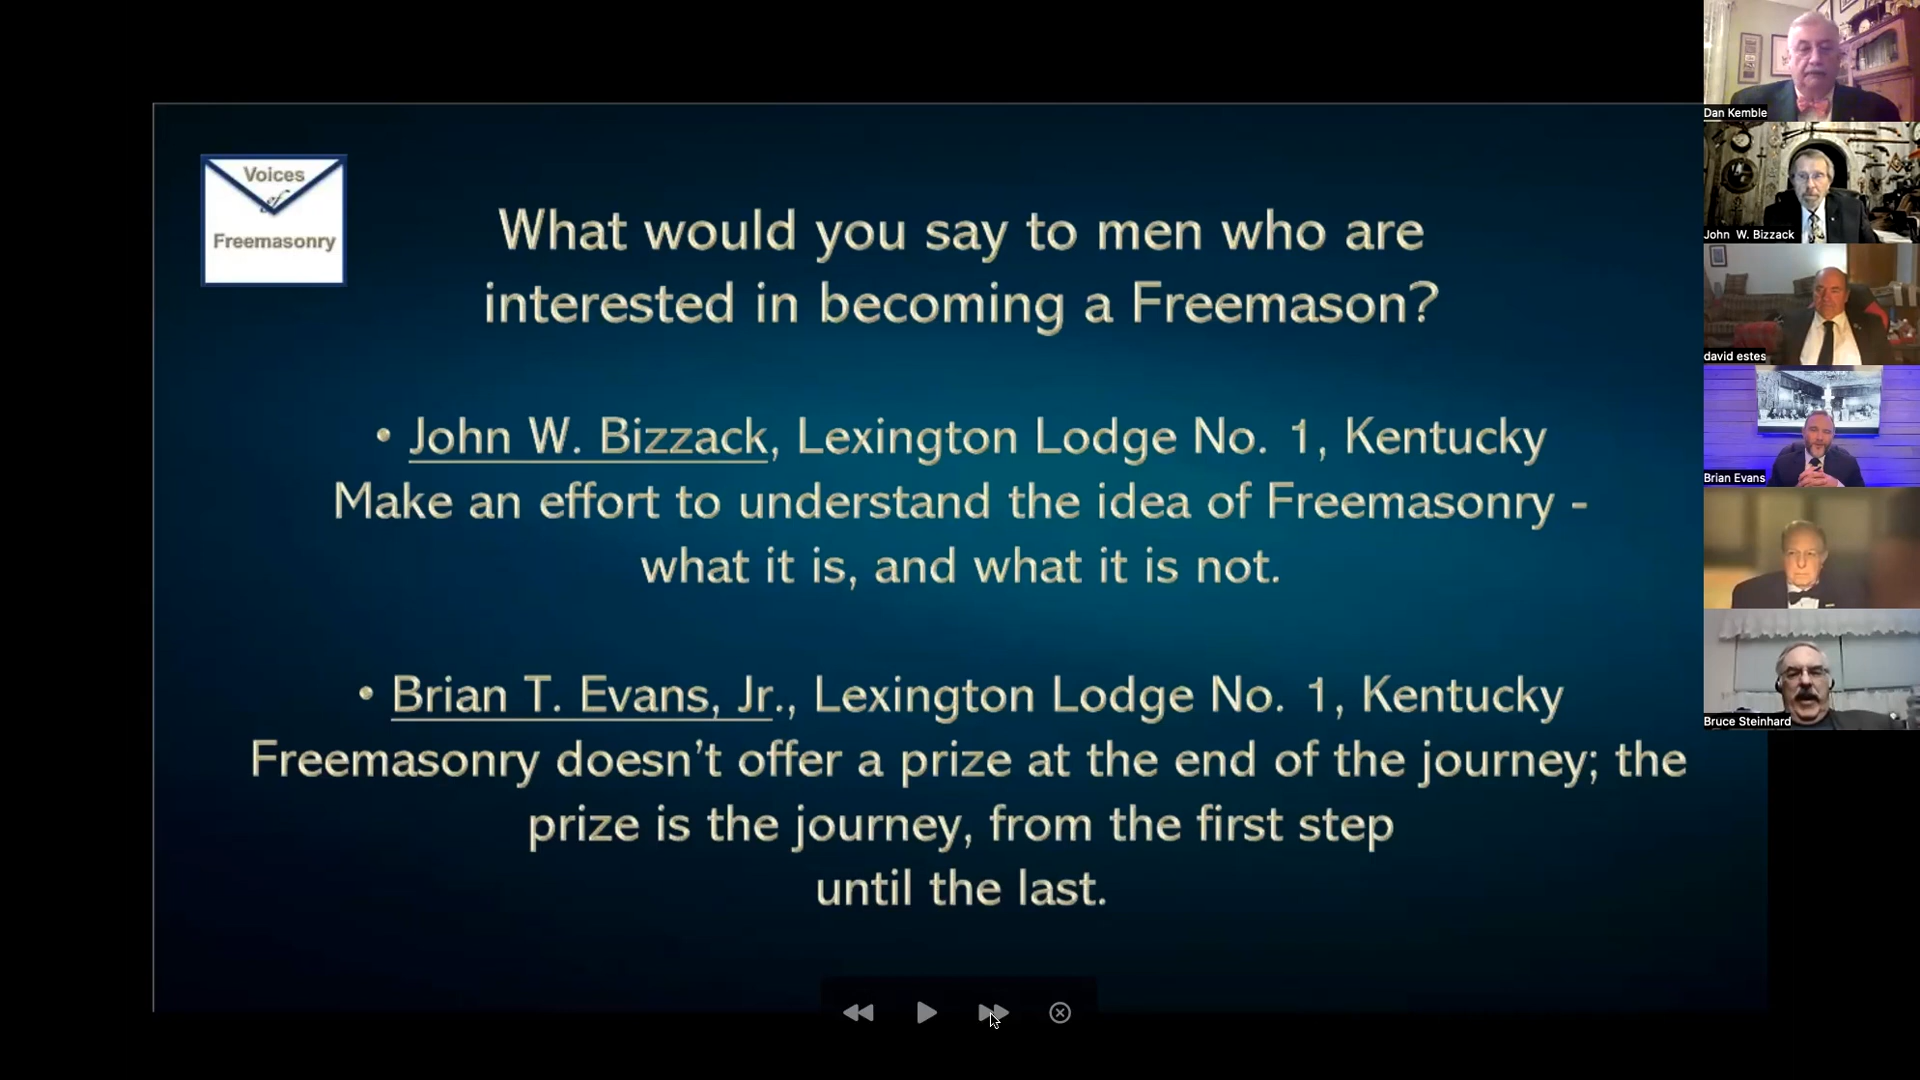 Voices
of
Freemasonry
What would you say to men who are
interested in becoming a Freemason?
• John W. Bizzack, Lexington Lodge No. 1, Kentucky
Make an effort to understand the idea of Freemasonry -
what it is, and what it is not.
• Brian T. Evans, Jr., Lexington Lodge No. 1, Kentucky
Freemasonry doesn’t offer a prize at the end of the journey; the
prize is the journey, from the first step
until the last.
Dan Kemble
John W. Bizzack
david estes
Brian Evans
Bruce Steinhard